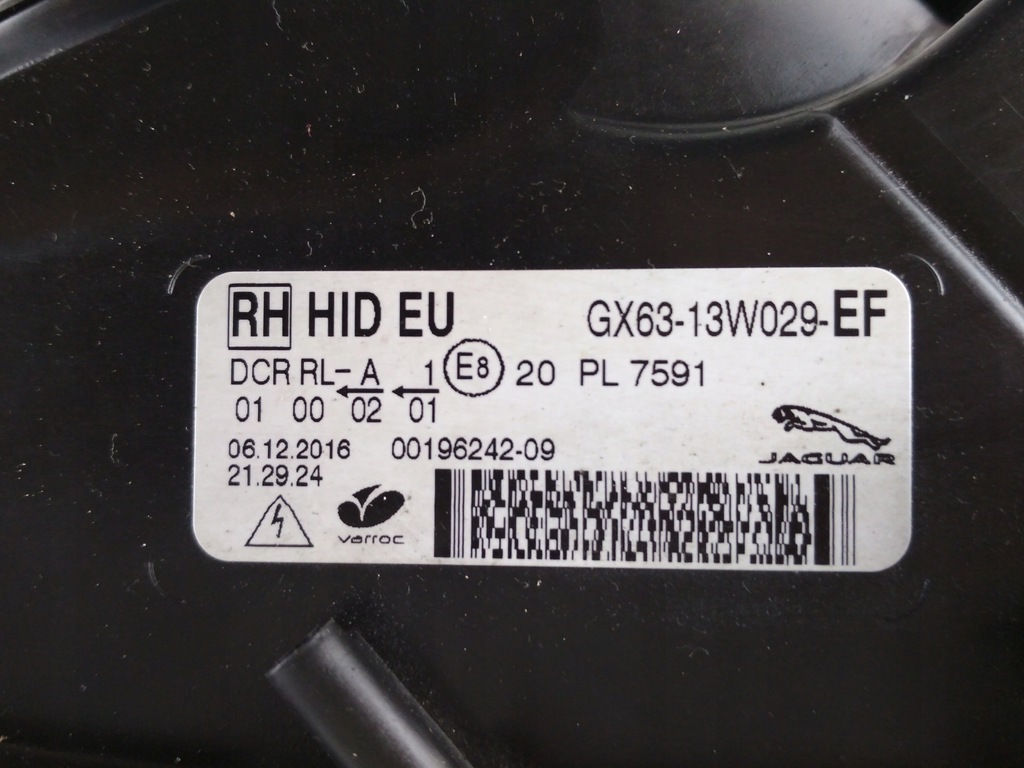 RH HID EU GX63-13W029-EF
DCR RL- A 1 E8 20 PL 7591
01 00 02 01
06.12.2016 00196242-09
21.29.24
JAGUAR
varroc